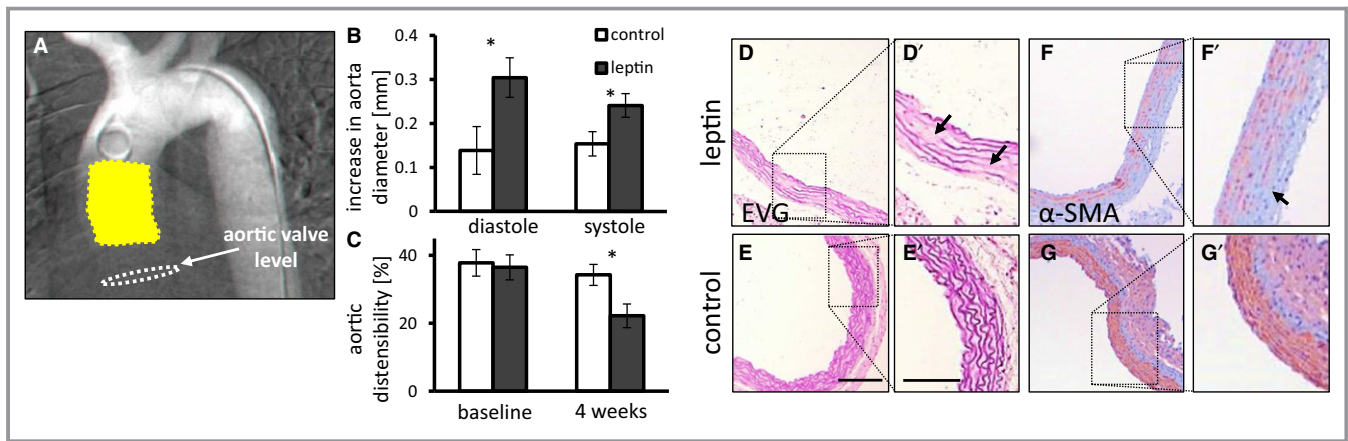 A
aortic valve
level
B
increase in aorta
diameter [mm]
0.4
0.3
0.2
0.1
0
*
*
control
leptin
diastole
systole
C
aortic
distensibility [%]
40
20
0
*
baseline
4 weeks
leptin
D
EVG
D′
F
α-SMA
F′
control
E
E′
G
G′